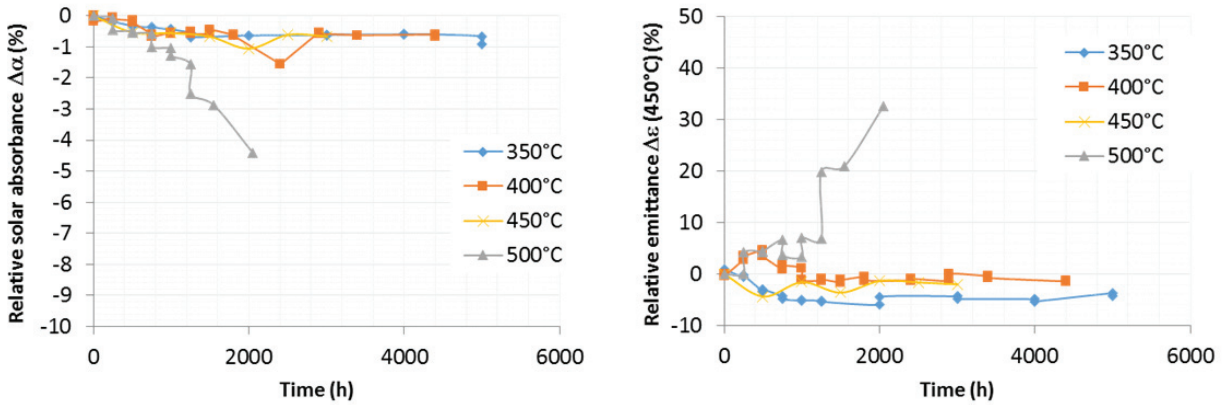 Relative solar absorbance Δα (%)
0
-1
-2
-3
-4
-5
-6
-7
-8
-9
-10
0
2000
4000
6000
Time (h)
350°C
400°C
450°C
500°C
Relative emittance Δε (450°C) (%)
50
40
30
20
10
0
-10
0
2000
4000
6000
Time (h)
350°C
400°C
450°C
500°C